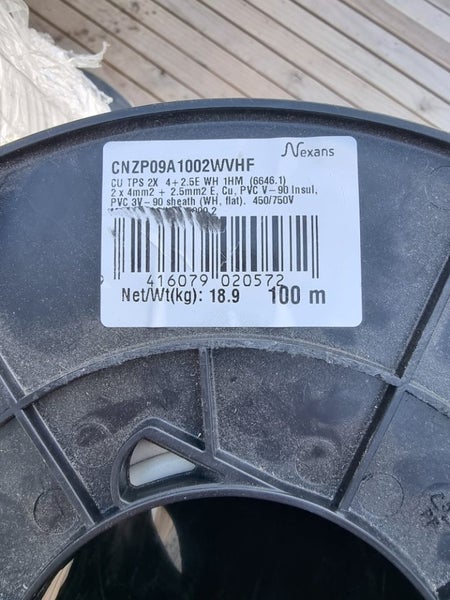 Nexans
CNZP09A1002WVHF
CU TPS 2X 4+2.5E WH 1HM (6646.1)
2 x 4mm2 + 2.5mm2 E, Cu, PVC V-90 Insul,
PVC 3V-90 sheath (WH, flat). 450/750V
416079 020572
Net/Wt(kg): 18.9 100 m